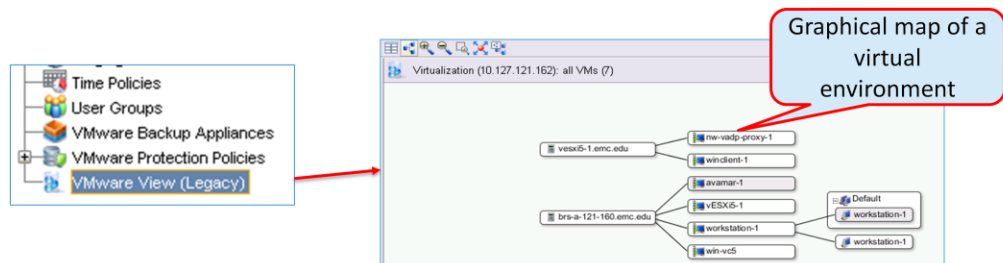 Time Policies
User Groups
VMware Backup Appliances
VMware Protection Policies
VMware View (Legacy)
Virtualization (10.127.121.162): all VMs (7)
Graphical map of a
virtual
environment
vesxi5-1.emc.edu
nw-vadp-proxy-1
winclient-1
brs-a-121-160.emc.edu
avamar-1
vESXi5-1
workstation-1
win-vc5
Default
workstation-1
workstation-1